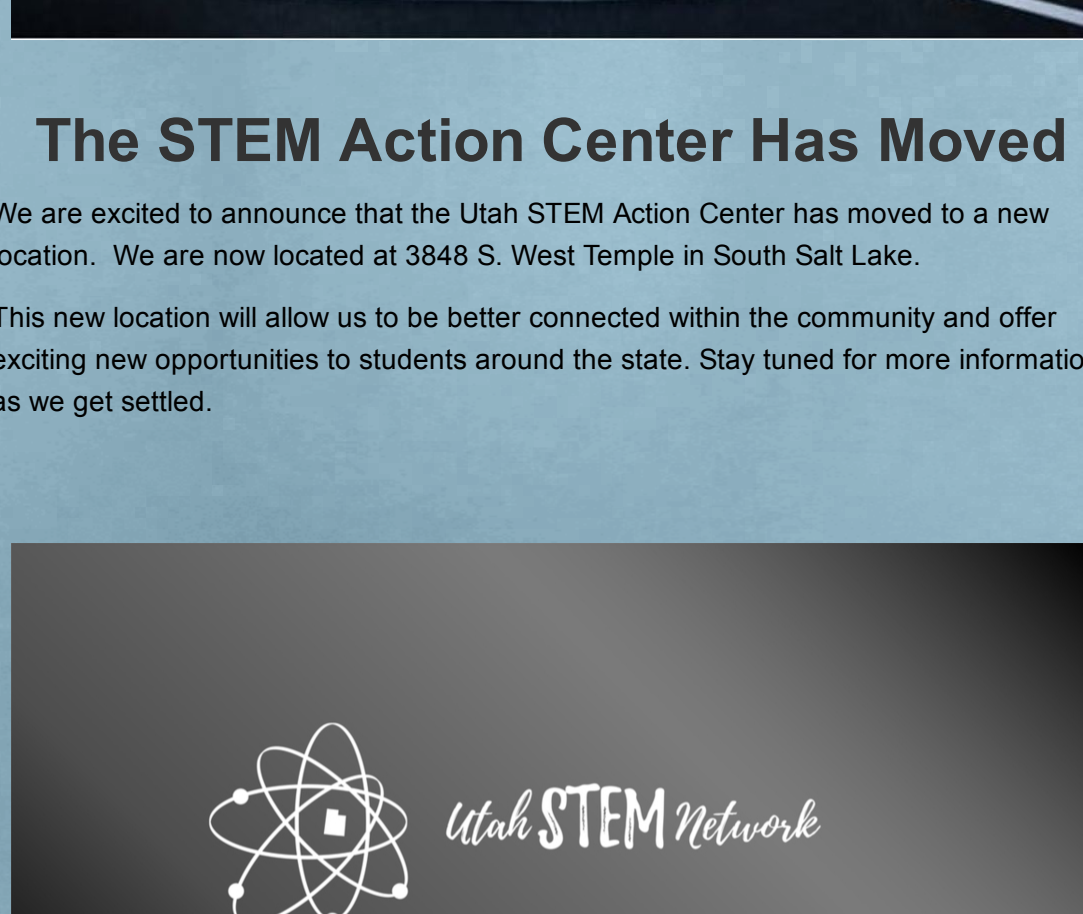 The STEM Action Center Has Moved
We are excited to announce that the Utah STEM Action Center has moved to a new
location.  We are now located at 3848 S. West Temple in South Salt Lake.
This new location will allow us to be better connected within the community and offer
exciting new opportunities to students around the state. Stay tuned for more informatio
as we get settled.
Utah STEM Network